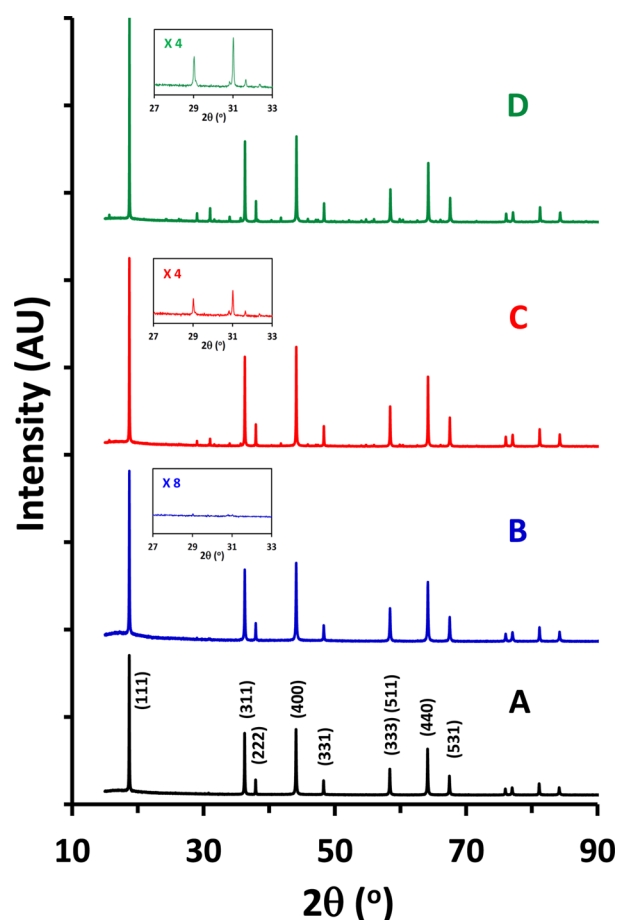 X 4
27 29 31 33
2θ (°)
D
X 4
27 29 31 33
2θ (°)
C
X 8
27 29 31 33
2θ (°)
B
(111)
(311)
(222)
(400)
(331)
(333) (511)
(440)
(531)
A
Intensity (AU)
10 30 50 70 90
2θ (°)